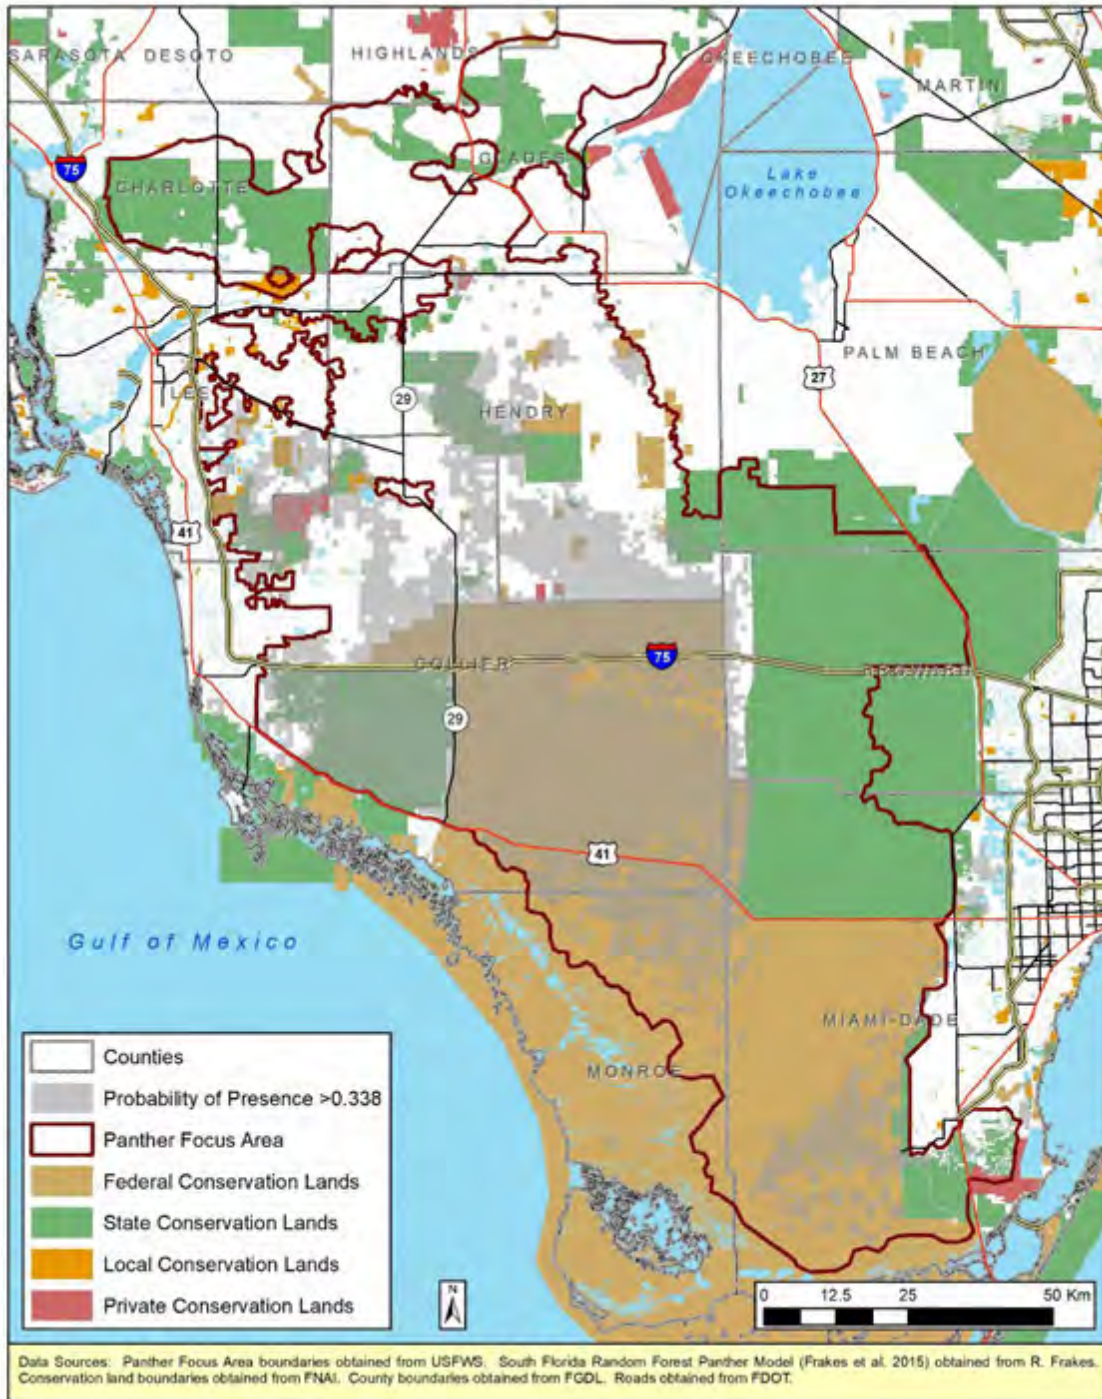 SARASOTA DESOTO
HIGHLANDS
OKEECHOBEE
MARTIN
75
CHARLOTTE
GLADES
Lake
Okeechobee
PALM BEACH
27
LEE
29
HENDRY
41
COLLIER
75
BROWARD
29
41
Gulf of Mexico
MIAMI-DADE
MONROE
Counties
Probability of Presence >0.338
Panther Focus Area
Federal Conservation Lands
State Conservation Lands
Local Conservation Lands
Private Conservation Lands
N
0 12.5 25 50 Km
Data Sources: Panther Focus Area boundaries obtained from USFWS. South Florida Random Forest Panther Model (Frakes et al. 2015) obtained from R. Frakes.
Conservation land boundaries obtained from FNAI. County boundaries obtained from FGDL. Roads obtained from FDOT.